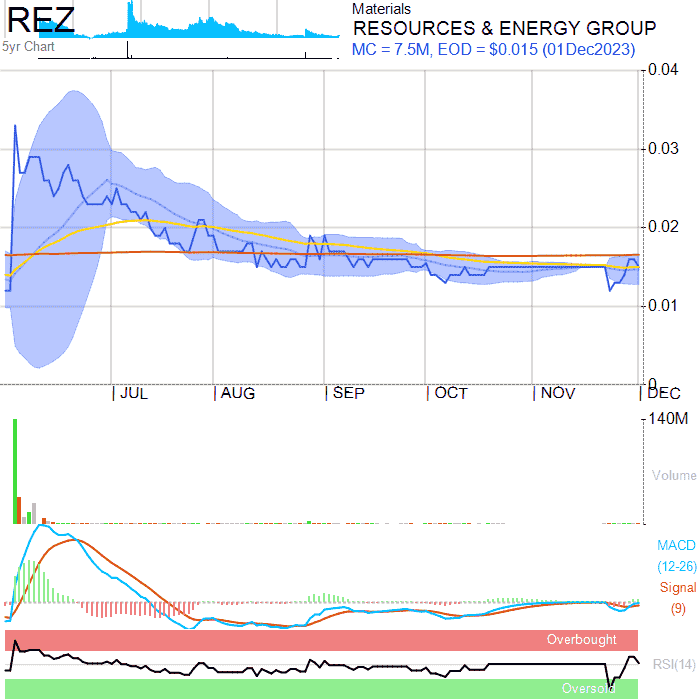 REZ
5yr Chart
Materials
RESOURCES & ENERGY GROUP
MC = 7.5M, EOD = $0.015 (01Dec2023)
0.04
0.03
0.02
0.01
0
| JUL | AUG | SEP | OCT | NOV | DEC
140M
Volume
MACD
(12-26)
Signal
(9)
Overbought
RSI(14)
Oversold